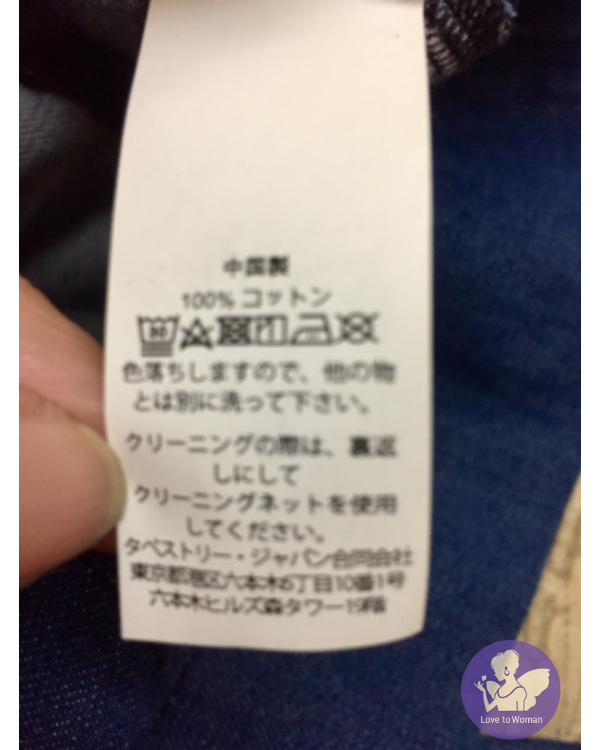 中国製
100% コットン
色落ちしますので、他の物
とは別に洗って下さい。
クリーニングの際は、裏返
しにして
クリーニングネットを使用
してください。
タペストリー・ジャパン合同会社
東京都港区六本木6丁目10番1号
六本木ヒルズ森タワー19階
Love to Woman